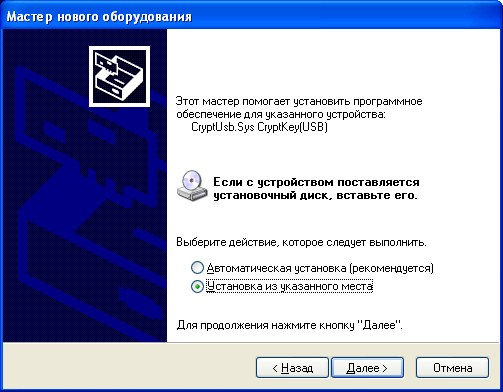 Мастер нового оборудования
Этот мастер помогает установить программное
обеспечение для указанного устройства:
CryptUsb.Sys CryptKey(USB)
Если с устройством поставляется
установочный диск, вставьте его.
Выберите действие, которое следует выполнить.
Автоматическая установка (рекомендуется)
Установка из указанного места
Для продолжения нажмите кнопку "Далее".
< Назад
Далее >
Отмена